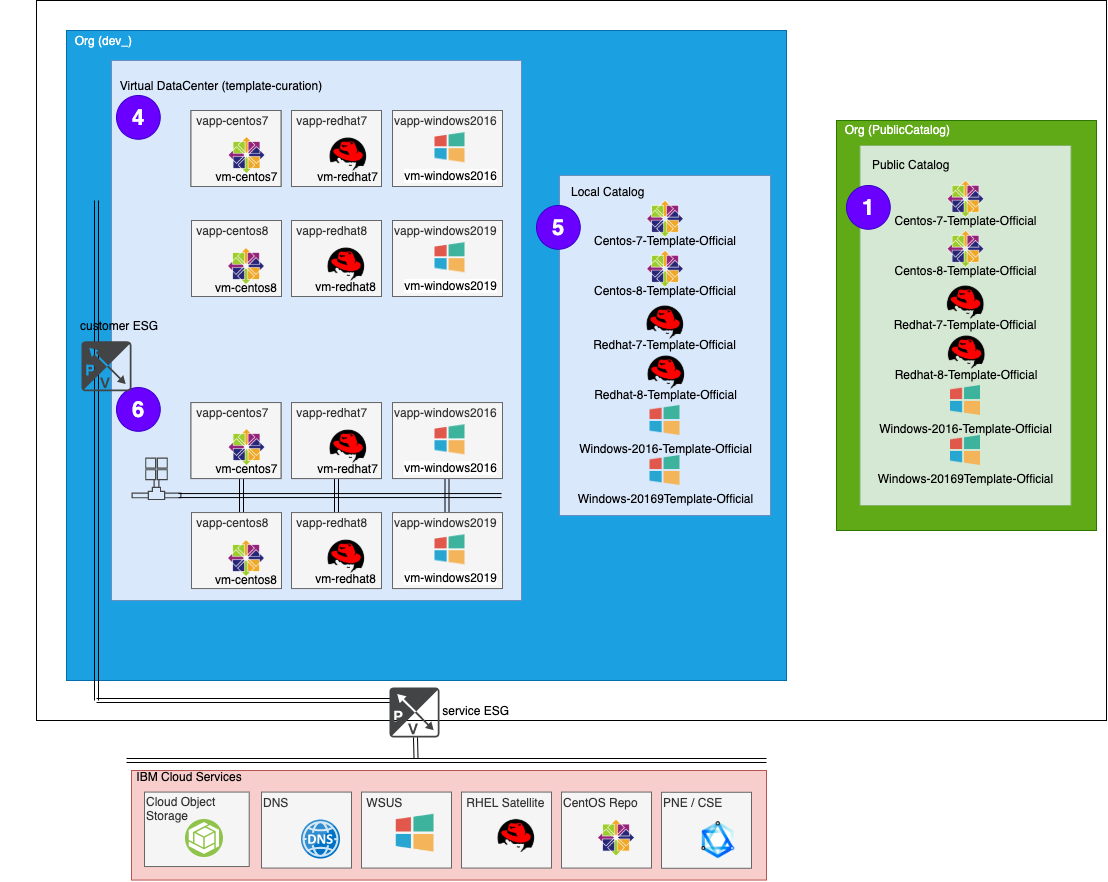 Org (dev_)
Virtual DataCenter (template-curation)
4
vapp-centos7
vm-centos7
vapp-redhat7
vm-redhat7
vapp-windows2016
vm-windows2016
vapp-centos8
vm-centos8
vapp-redhat8
vm-redhat8
vapp-windows2019
vm-windows2019
customer ESG
P
V
6
vapp-centos7
vm-centos7
vapp-redhat7
vm-redhat7
vapp-windows2016
vm-windows2016
vapp-centos8
vm-centos8
vapp-redhat8
vm-redhat8
vapp-windows2019
vm-windows2019
Local Catalog
5
Centos-7-Template-Official
Centos-8-Template-Official
Redhat-7-Template-Official
Redhat-8-Template-Official
Windows-2016-Template-Official
Windows-20169Template-Official
Org (PublicCatalog)
Public Catalog
1
Centos-7-Template-Official
Centos-8-Template-Official
Redhat-7-Template-Official
Redhat-8-Template-Official
Windows-2016-Template-Official
Windows-20169Template-Official
P
V
service ESG
IBM Cloud Services
Cloud Object
Storage
DNS
DNS
WSUS
RHEL Satellite
CentOS Repo
PNE / CSE